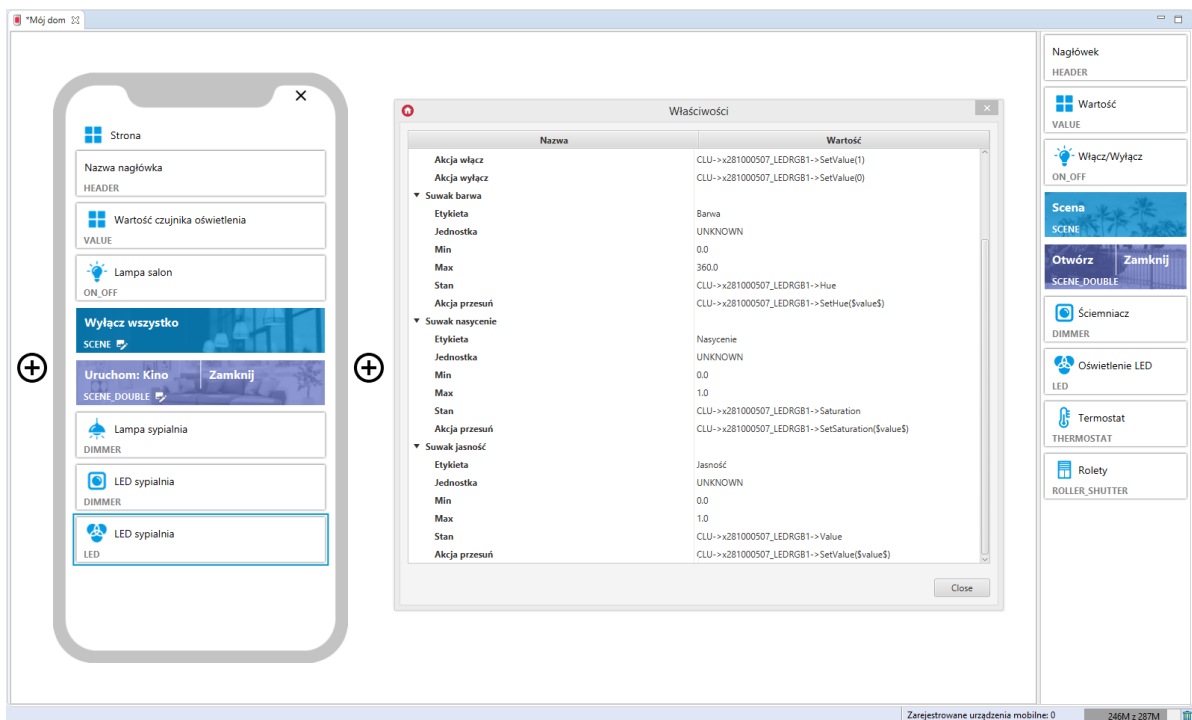 *Mój dom
Strona
Nazwa nagłówka
HEADER
Wartość czujnika oświetlenia
VALUE
Lampa salon
ON_OFF
Wyłącz wszystko
SCENE
Uruchom: Kino Zamknij
SCENE_DOUBLE
Lampa sypialnia
DIMMER
LED sypialnia
DIMMER
LED sypialnia
LED
Właściwości
Nazwa Wartość
Akcja włącz CLU->x281000507_LEDRGB1->SetValue(1)
Akcja wyłącz CLU->x281000507_LEDRGB1->SetValue(0)
Suwak barwa
Etykieta Barwa
Jednostka UNKNOWN
Min 0.0
Max 360.0
Stan CLU->x281000507_LEDRGB1->Hue
Akcja przesuń CLU->x281000507_LEDRGB1->SetHue($value$)
Suwak nasycenie
Etykieta Nasycenie
Jednostka UNKNOWN
Min 0.0
Max 1.0
Stan CLU->x281000507_LEDRGB1->Saturation
Akcja przesuń CLU->x281000507_LEDRGB1->SetSaturation($value$)
Suwak jasność
Etykieta Jasność
Jednostka UNKNOWN
Min 0.0
Max 1.0
Stan CLU->x281000507_LEDRGB1->Value
Akcja przesuń CLU->x281000507_LEDRGB1->SetValue($value$)
Close
Nagłówek
HEADER
Wartość
VALUE
Włącz/Wyłącz
ON_OFF
Scena
SCENE
Otwórz Zamknij
SCENE_DOUBLE
Ściemniacz
DIMMER
Oświetlenie LED
LED
Termostat
THERMOSTAT
Rolety
ROLLER_SHUTTER
Zarejestrowane urządzenia mobilne: 0 246M z 287M